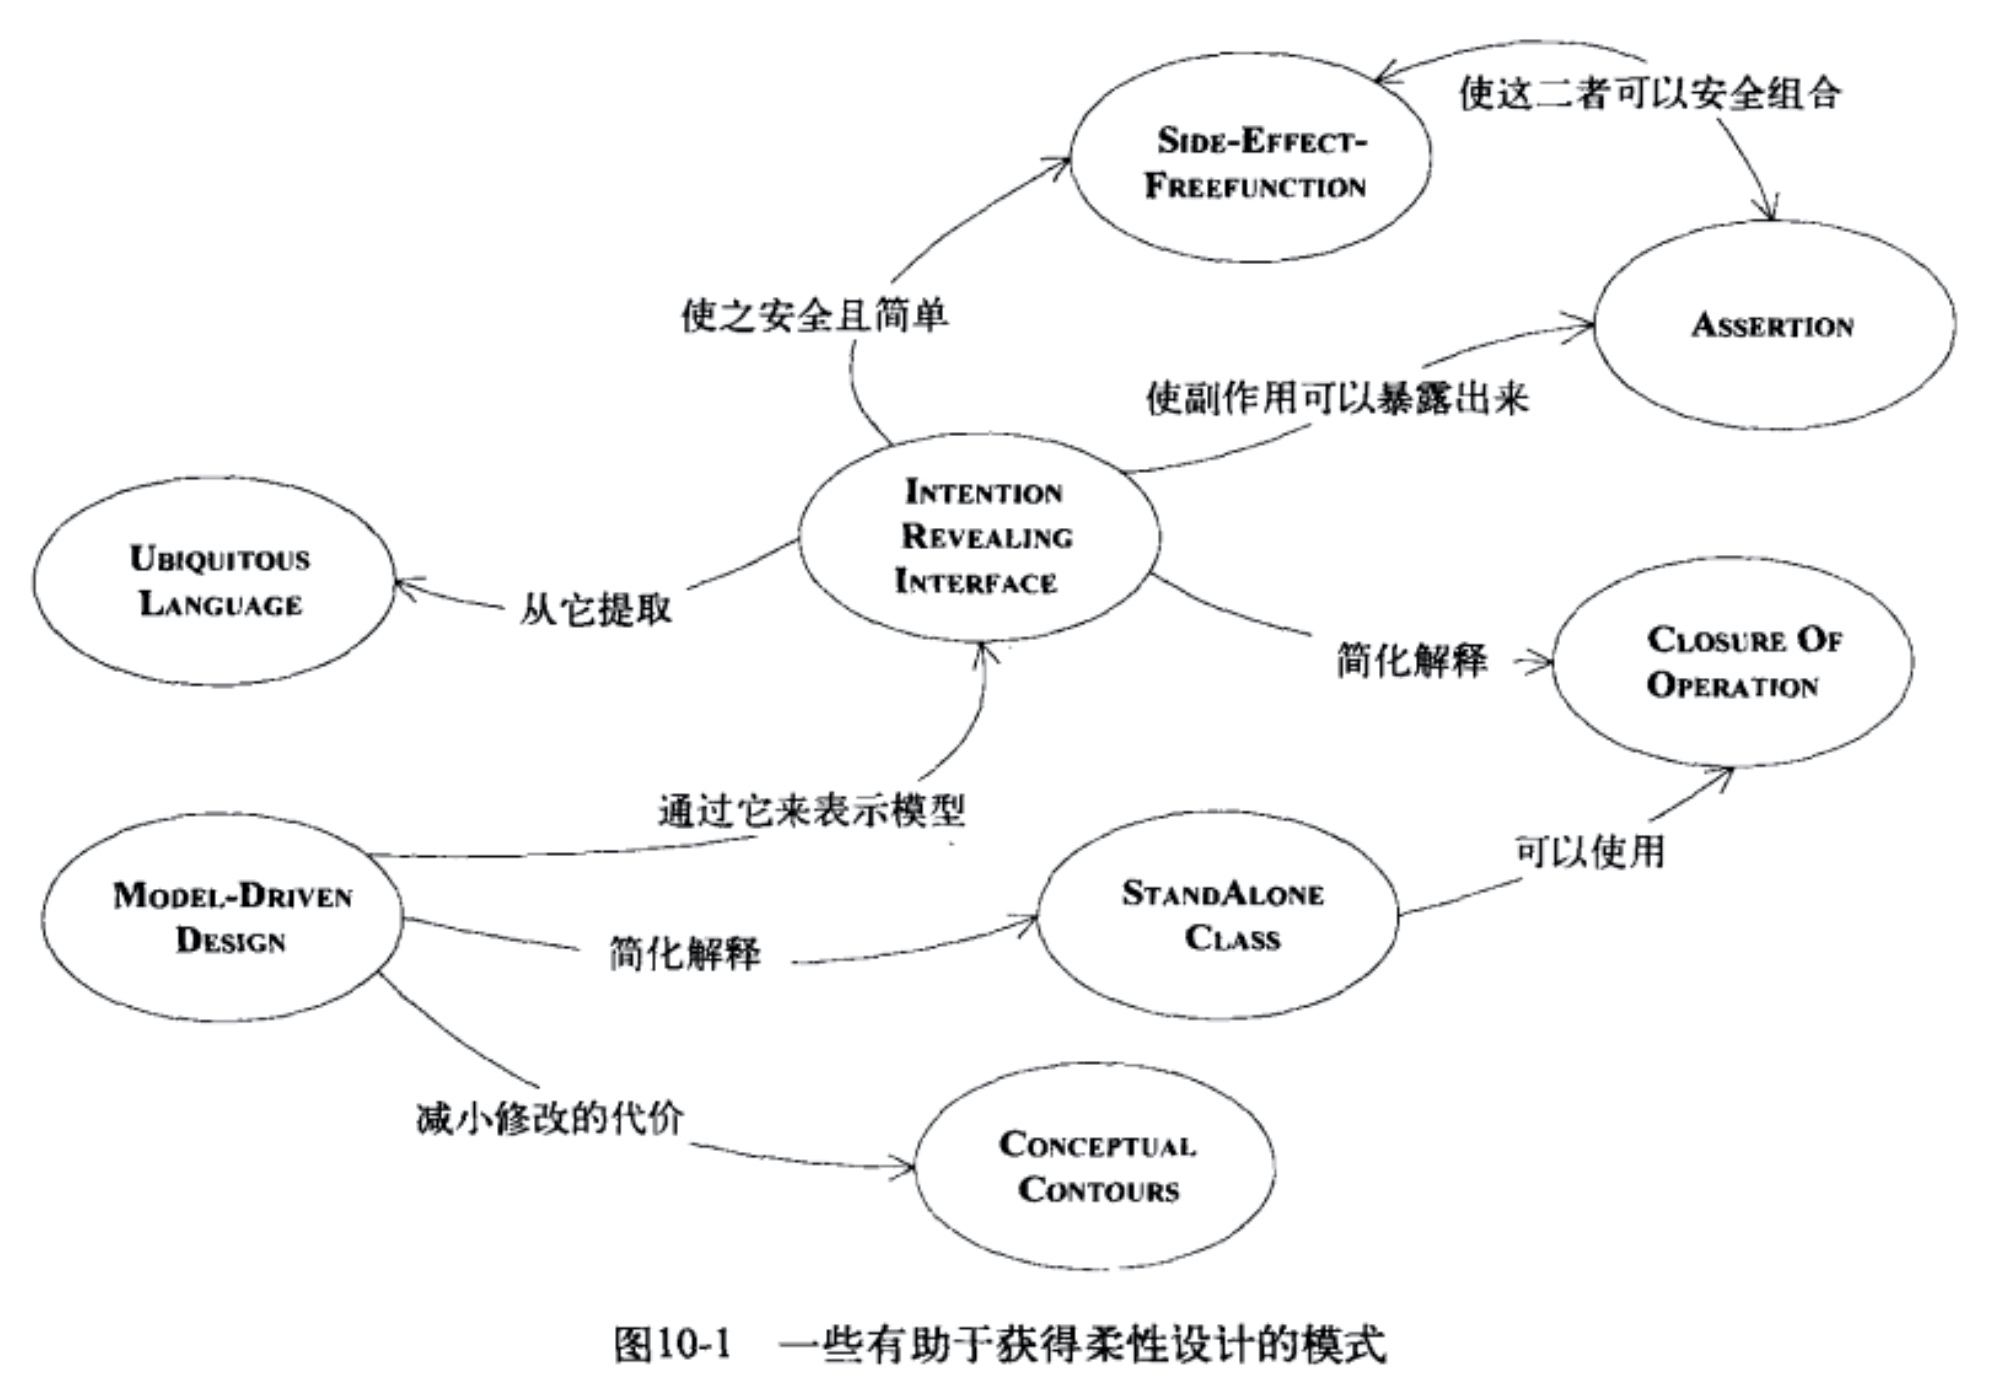 SIDE-EFFECT-
FREEFUNCTION
使这二者可以安全组合
使之安全且简单
ASSERTION
使副作用可以暴露出来
INTENTION
REVEALING
INTERFACE
UBIQUITOUS
LANGUAGE
从它提取
简化解释
CLOSURE OF
OPERATION
通过它来表示模型
可以使用
MODEL-DRIVEN
DESIGN
STANDALONE
CLASS
简化解释
减小修改的代价
CONCEPTUAL
CONTOURS
图10-1 一些有助于获得柔性设计的模式